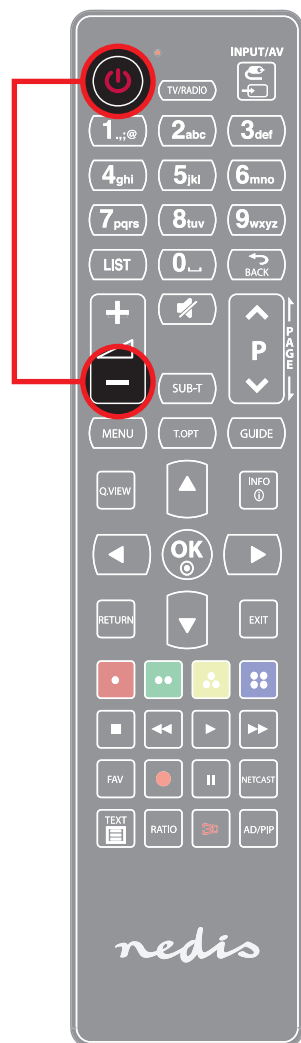 INPUT/AV
TV/RADIO
1.,;@ 2abc 3def
4ghi 5jkl 6mno
7pqrs 8tuv 9wxyz
LIST 0⎵ BACK
P
PAGE
SUB-T
MENU T.OPT GUIDE
Q.VIEW INFO
OK
RETURN EXIT
FAV NETCAST
TEXT RATIO 3D AD/PIP
nedis